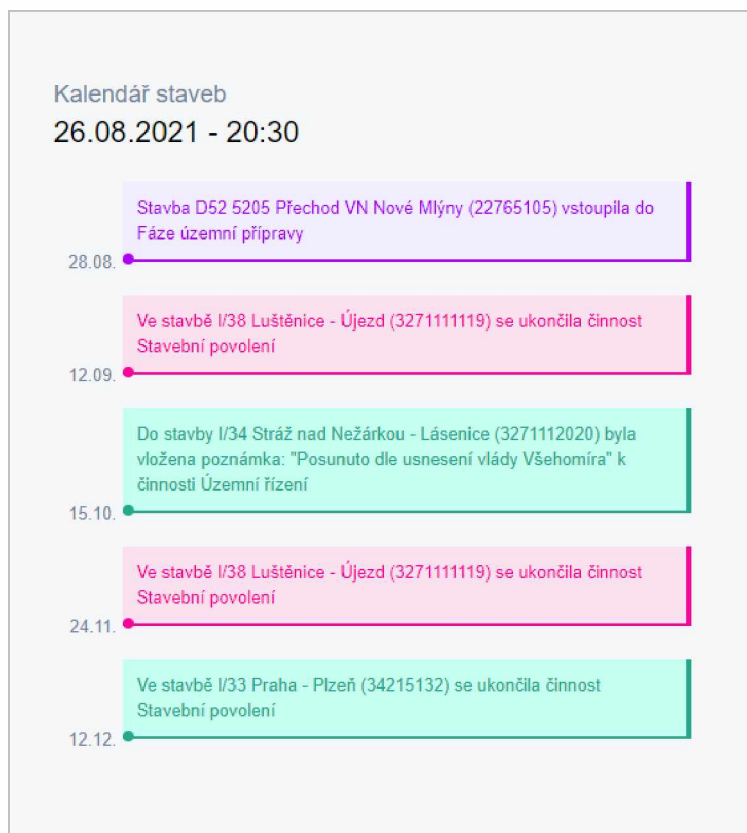 Kalendář staveb
26.08.2021 - 20:30
Stavba D52 5205 Přechod VN Nové Mlýny (22765105) vstoupila do
Fáze územní přípravy
28.08.
Ve stavbě I/38 Luštěnice - Újezd (3271111119) se ukončila činnost
Stavební povolení
12.09.
Do stavby I/34 Stráž nad Nežárkou - Lásenice (3271112020) byla
vložena poznámka: "Posunuto dle usnesení vlády Všehomíra" k
činnosti Územní řízení
15.10.
Ve stavbě I/38 Luštěnice - Újezd (3271111119) se ukončila činnost
Stavební povolení
24.11.
Ve stavbě I/33 Praha - Plzeň (34215132) se ukončila činnost
Stavební povolení
12.12.